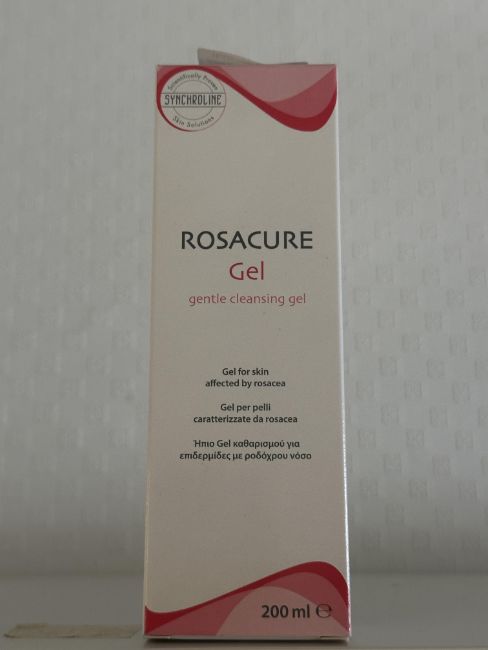 Scientifically Proven
SYNCHROLINE
Skin Solutions
ROSACURE
Gel
gentle cleansing gel
Gel for skin
affected by rosacea
Gel per pelli
caratterizzate da rosacea
Ήπιο Gel καθαρισμού για
επιδερμίδες με ροδόχρου νόσο
200 ml ℮